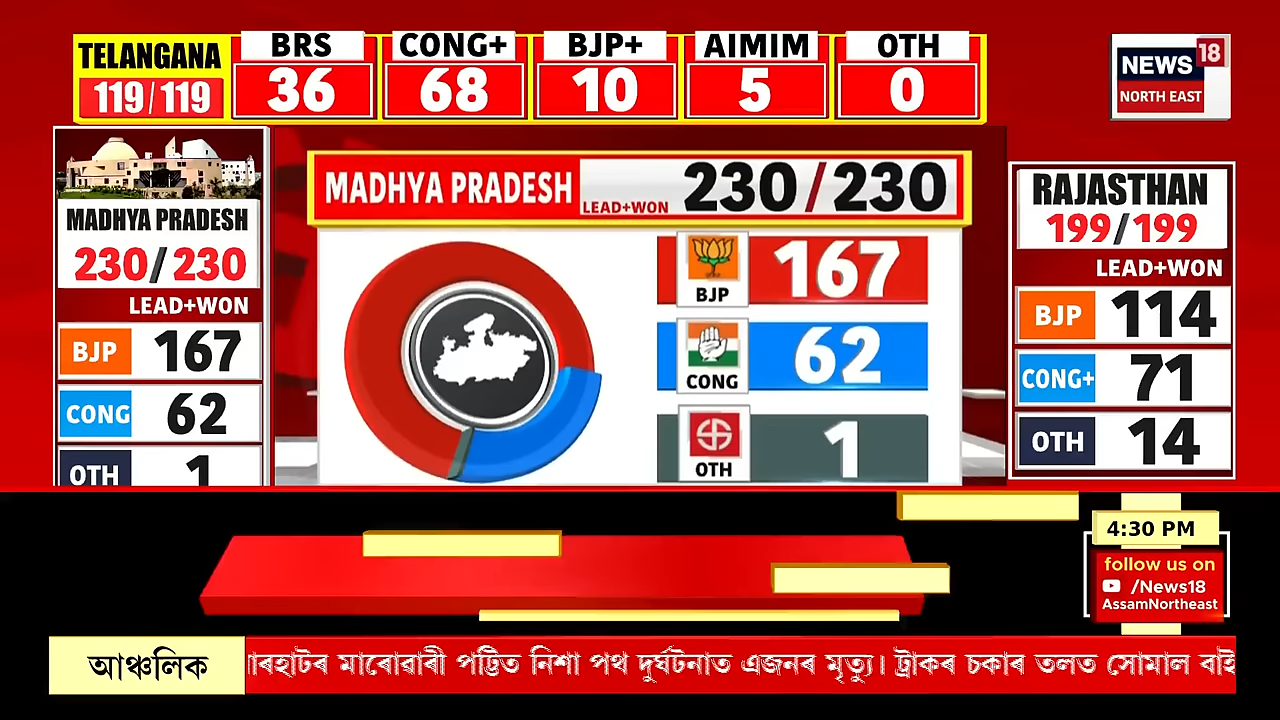 TELANGANA
119/119
BRS
36
CONG+
68
BJP+
10
AIMIM
5
OTH
0
NEWS 18
NORTH EAST
MADHYA PRADESH
230/230
LEAD+WON
BJP 167
CONG 62
OTH 1
MADHYA PRADESH LEAD+WON 230/230
BJP 167
CONG 62
OTH 1
RAJASTHAN
199/199
LEAD+WON
BJP 114
CONG+ 71
OTH 14
4:30 PM
follow us on
/News18
AssamNortheast
আঞ্চলিক
মাৰোৱাৰী পট্টিত নিশা পথ দুৰ্ঘটনাত এজনৰ মৃত্যু। ট্ৰাকৰ চকাৰ তলত সোমাল